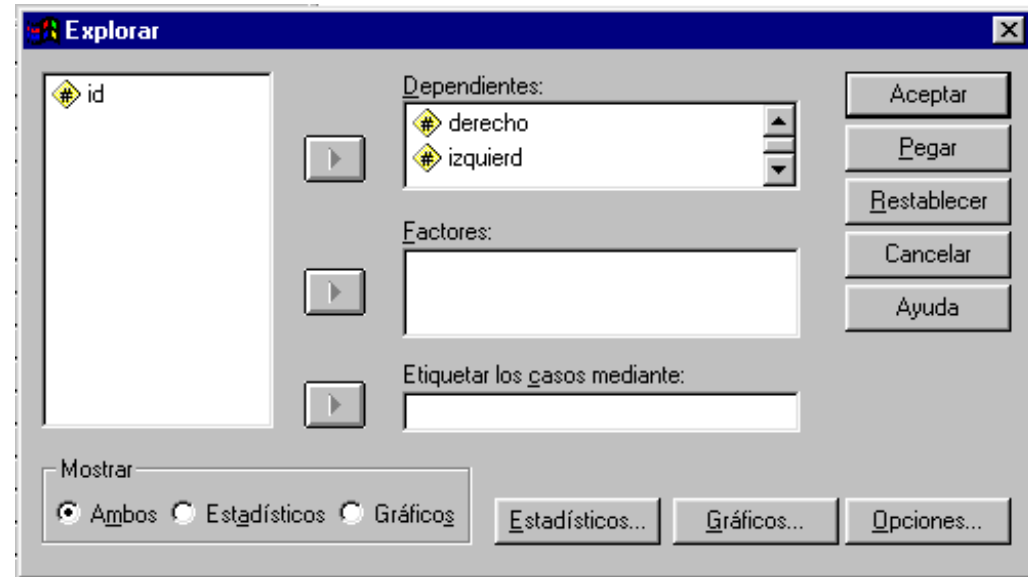 Explorar
# id
Dependientes:
# derecho
# izquierd
Factores:
Etiquetar los casos mediante:
Aceptar
Pegar
Restablecer
Cancelar
Ayuda
Mostrar
Ambos Estadísticos Gráficos
Estadísticos... Gráficos... Opciones...